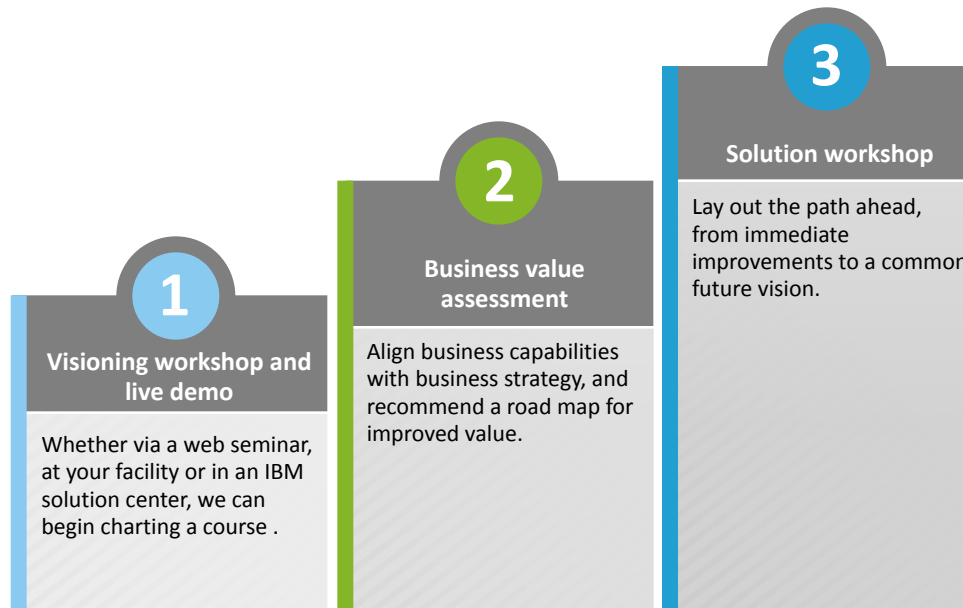 1
Visioning workshop and
live demo
Whether via a web seminar,
at your facility or in an IBM
solution center, we can
begin charting a course .
2
Business value
assessment
Align business capabilities
with business strategy, and
recommend a road map for
improved value.
3
Solution workshop
Lay out the path ahead,
from immediate
improvements to a common
future vision.